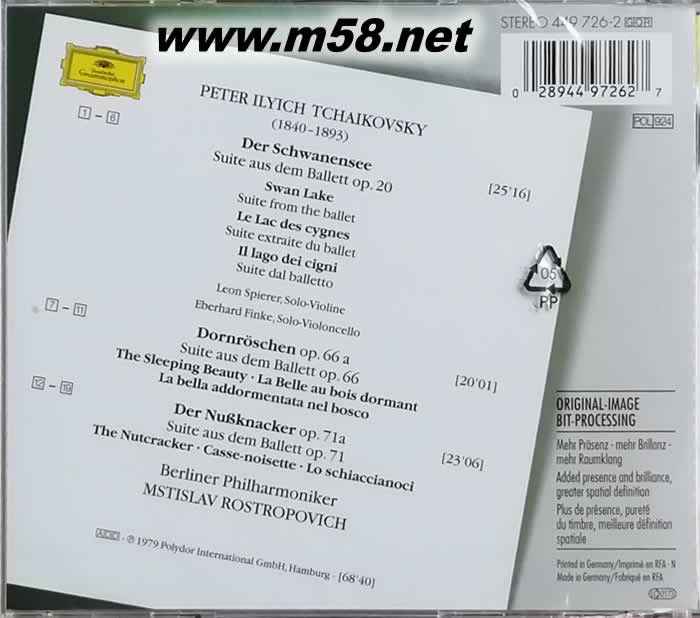 www.m58.net
STEREO 449 726-2 GOR
0 28944 97262 7
POL 924
Deutsche
Grammophon
PETER ILYICH TCHAIKOVSKY
(1840-1893)
1 - 6
Der Schwanensee
Suite aus dem Ballett op. 20 [25'16]
Swan Lake
Suite from the ballet
Le Lac des cygnes
Suite extraite du ballet
Il lago dei cigni
Suite dal balletto
Leon Spierer, Solo-Violine
Eberhard Finke, Solo-Violoncello
7 - 11
Dornröschen op. 66 a
Suite aus dem Ballett op. 66 [20'01]
The Sleeping Beauty · La Belle au bois dormant
La bella addormentata nel bosco
12 - 19
Der Nußknacker op. 71a
Suite aus dem Ballett op. 71 [23'06]
The Nutcracker · Casse-noisette · Lo schiaccianoci
Berliner Philharmoniker
MSTISLAV ROSTROPOVICH
ADD · ℗ 1979 Polydor International GmbH, Hamburg · [68'40]
05
PP
ORIGINAL-IMAGE
BIT-PROCESSING
Mehr Präsenz · mehr Brillanz ·
mehr Raumklang
Added presence and brilliance,
greater spatial definition
Plus de présence, pureté
du timbre, meilleure définition
spatiale
Printed in Germany/Imprimé en RFA · N
Made in Germany/Fabriqué en RFA